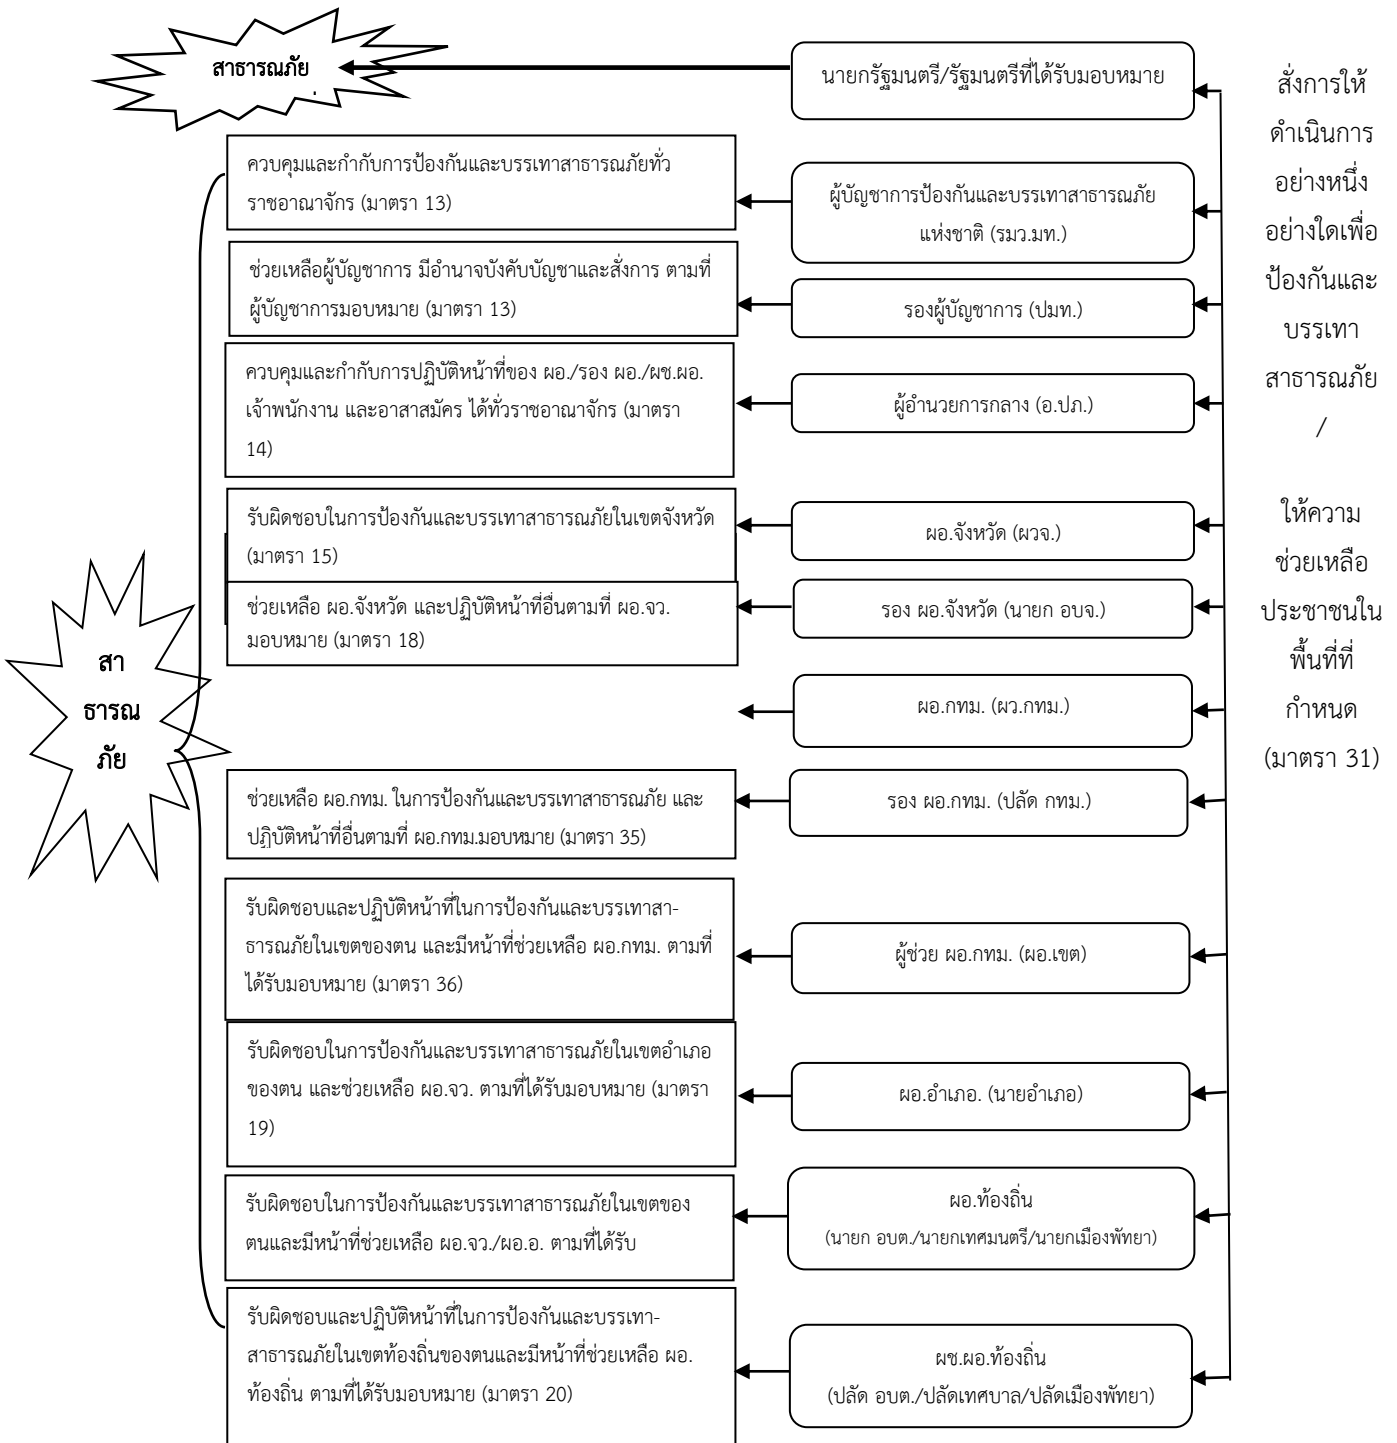 สาธารณภัย
นายกรัฐมนตรี/รัฐมนตรีที่ได้รับมอบหมาย
ควบคุมและกำกับการป้องกันและบรรเทาสาธารณภัยทั่ว
ราชอาณาจักร (มาตรา 13)
ผู้บัญชาการป้องกันและบรรเทาสาธารณภัย
แห่งชาติ (รมว.มท.)
ช่วยเหลือผู้บัญชาการ มีอำนาจบังคับบัญชาและสั่งการ ตามที่
ผู้บัญชาการมอบหมาย (มาตรา 13)
รองผู้บัญชาการ (ปมท.)
ควบคุมและกำกับการปฏิบัติหน้าที่ของ ผอ./รอง ผอ./ผช.ผอ.
เจ้าพนักงาน และอาสาสมัคร ได้ทั่วราชอาณาจักร (มาตรา
14)
ผู้อำนวยการกลาง (อ.ปภ.)
รับผิดชอบในการป้องกันและบรรเทาสาธารณภัยในเขตจังหวัด
(มาตรา 15)
ผอ.จังหวัด (ผวจ.)
ช่วยเหลือ ผอ.จังหวัด และปฏิบัติหน้าที่อื่นตามที่ ผอ.จว.
มอบหมาย (มาตรา 18)
รอง ผอ.จังหวัด (นายก อบจ.)
ผอ.กทม. (ผว.กทม.)
ช่วยเหลือ ผอ.กทม. ในการป้องกันและบรรเทาสาธารณภัย และ
ปฏิบัติหน้าที่อื่นตามที่ ผอ.กทม.มอบหมาย (มาตรา 35)
รอง ผอ.กทม. (ปลัด กทม.)
รับผิดชอบและปฏิบัติหน้าที่ในการป้องกันและบรรเทาสา-
ธารณภัยในเขตของตน และมีหน้าที่ช่วยเหลือ ผอ.กทม. ตามที่
ได้รับมอบหมาย (มาตรา 36)
ผู้ช่วย ผอ.กทม. (ผอ.เขต)
รับผิดชอบในการป้องกันและบรรเทาสาธารณภัยในเขตอำเภอ
ของตน และช่วยเหลือ ผอ.จว. ตามที่ได้รับมอบหมาย (มาตรา
19)
ผอ.อำเภอ. (นายอำเภอ)
รับผิดชอบในการป้องกันและบรรเทาสาธารณภัยในเขตของ
ตนและมีหน้าที่ช่วยเหลือ ผอ.จว./ผอ.อ. ตามที่ได้รับ
ผอ.ท้องถิ่น
(นายก อบต./นายกเทศมนตรี/นายกเมืองพัทยา)
รับผิดชอบและปฏิบัติหน้าที่ในการป้องกันและบรรเทา-
สาธารณภัยในเขตท้องถิ่นของตนและมีหน้าที่ช่วยเหลือ ผอ.
ท้องถิ่น ตามที่ได้รับมอบหมาย (มาตรา 20)
ผช.ผอ.ท้องถิ่น
(ปลัด อบต./ปลัดเทศบาล/ปลัดเมืองพัทยา)
สา
ธารณ
ภัย
สั่งการให้
ดำเนินการ
อย่างหนึ่ง
อย่างใดเพื่อ
ป้องกันและ
บรรเทา
สาธารณภัย
/
ให้ความ
ช่วยเหลือ
ประชาชนใน
พื้นที่ที่
กำหนด
(มาตรา 31)